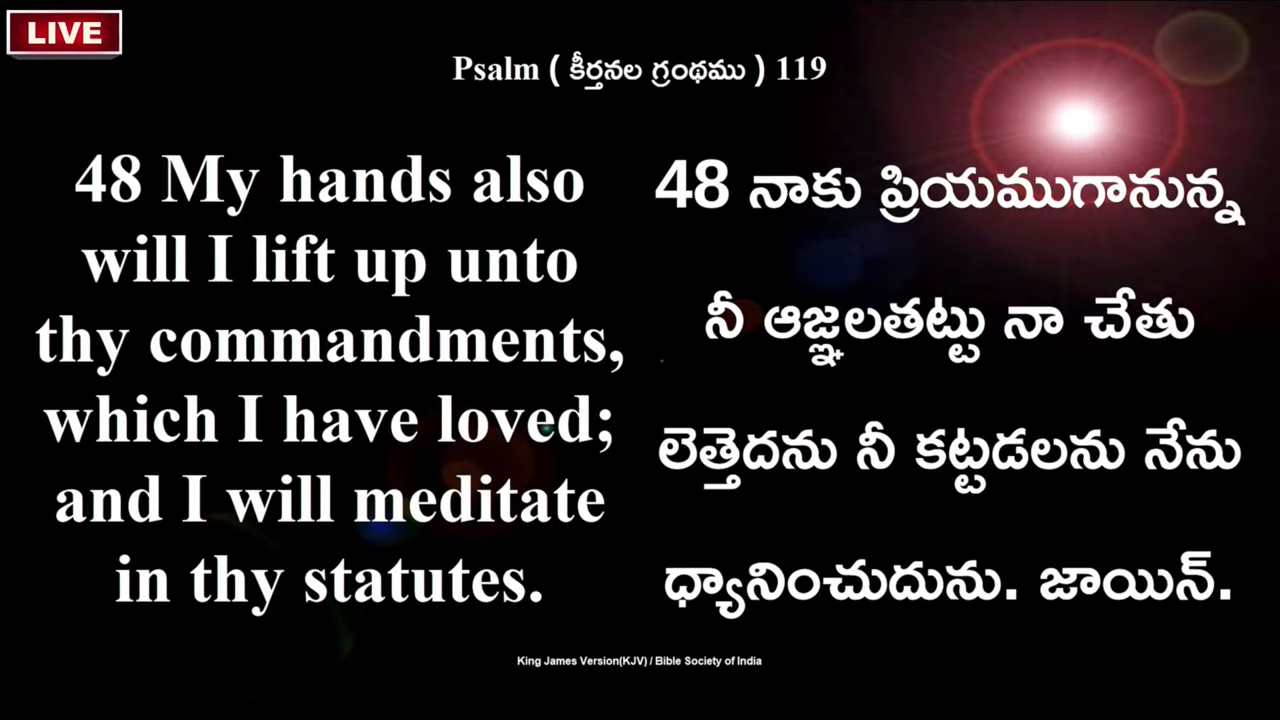 LIVE
Psalm ( కీర్తనల గ్రంథము ) 119
48 My hands also
will I lift up unto
thy commandments,
which I have loved;
and I will meditate
in thy statutes.
48 నాకు ప్రియముగానున్న
నీ ఆజ్ఞలతట్టు నా చేతు
లెత్తెదను నీ కట్టడలను నేను
ధ్యానించుదును. జాయిన్.
King James Version(KJV) / Bible Society of India